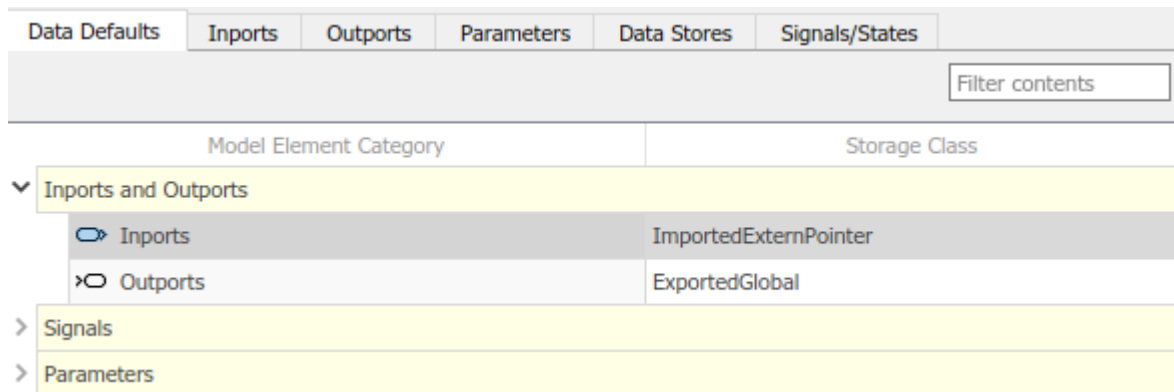 Data Defaults Inports Outports Parameters Data Stores Signals/States
Filter contents
Model Element Category Storage Class
Inports and Outports
Inports ImportedExternPointer
Outports ExportedGlobal
Signals
Parameters